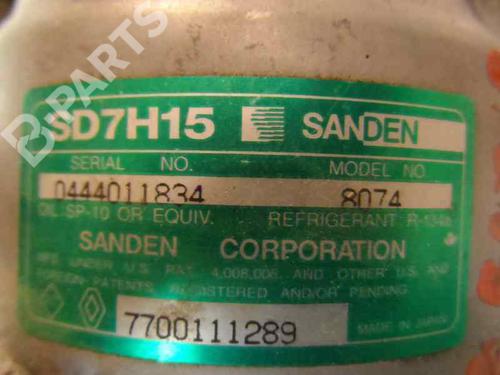 B-PARTS
SD7H15 SANDEN
SERIAL NO. MODEL NO.
0444011834 8074
OIL SP-10 OR EQUIV. REFRIGERANT R-134a
SANDEN CORPORATION
MFG. UNDER U.S. PAT. 4,008,006. AND OTHER U.S. AND
FOREIGN PATENTS, REGISTERED AND/OR PENDING.
7700111289 MADE IN JAPAN